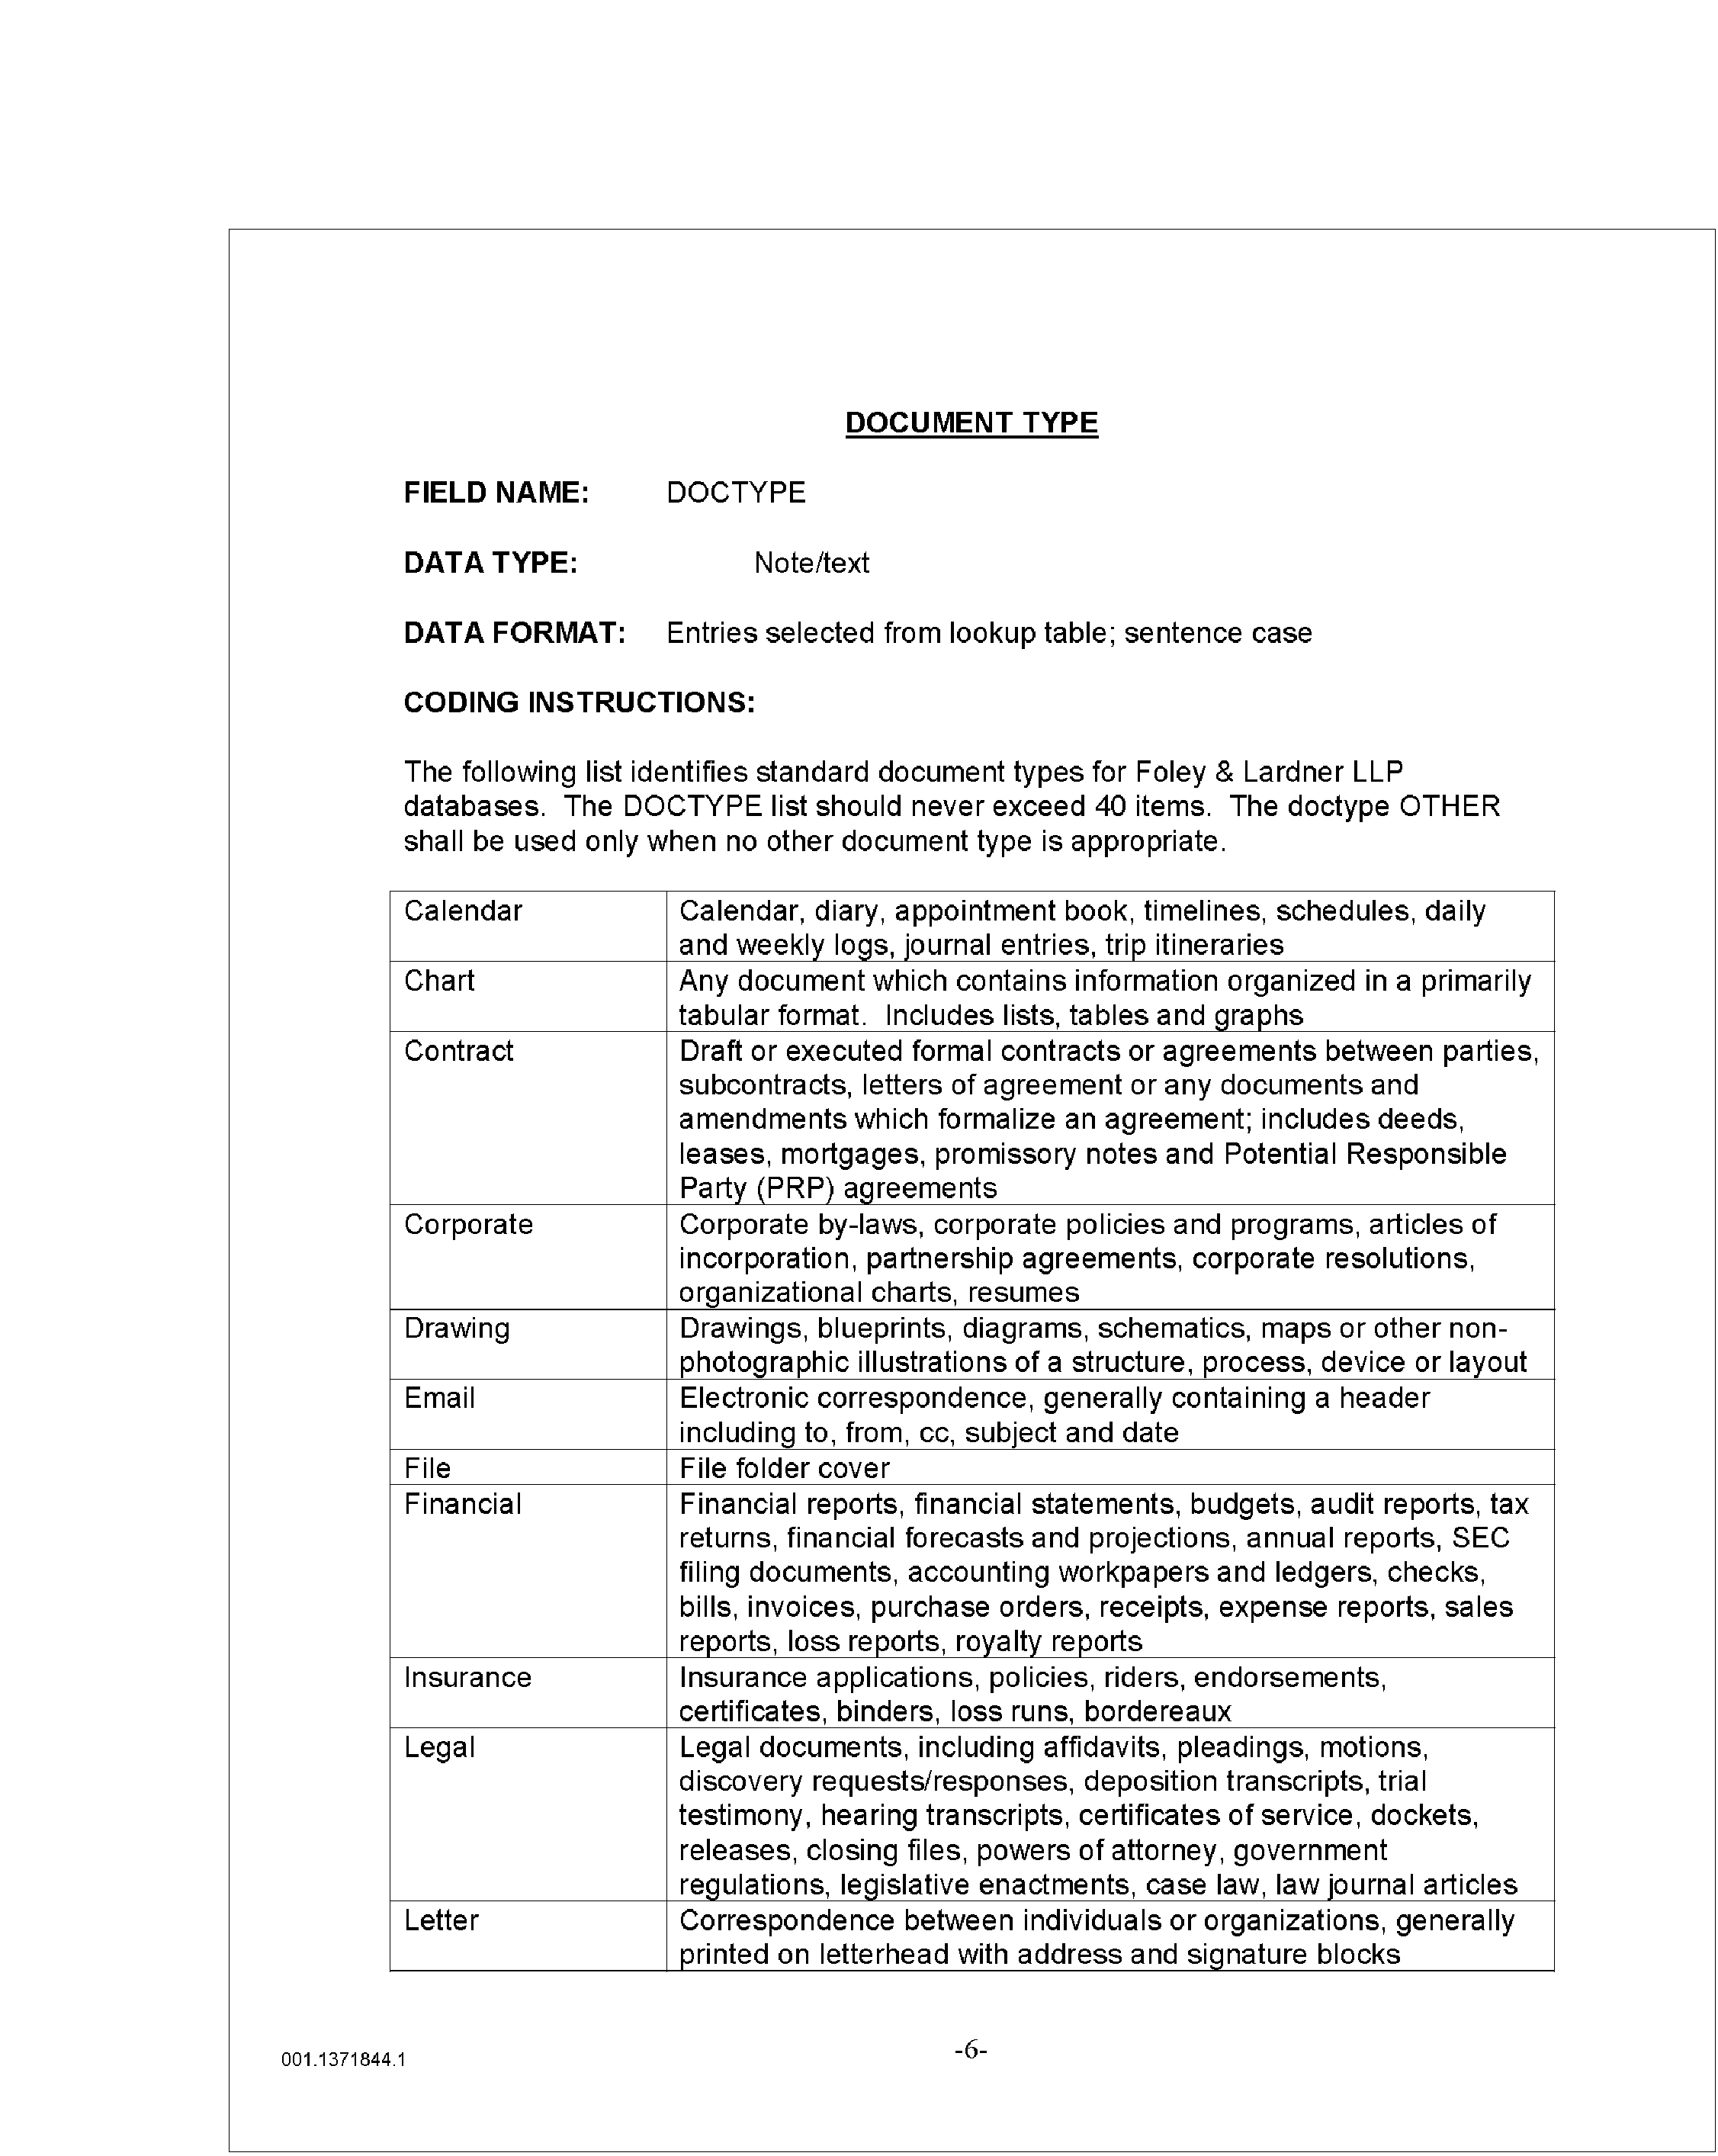 DOCUMENT TYPE
FIELD NAME: DOCTYPE
DATA TYPE: Note/text
DATA FORMAT: Entries selected from lookup table; sentence case
CODING INSTRUCTIONS:
The following list identifies standard document types for Foley & Lardner LLP
databases. The DOCTYPE list should never exceed 40 items. The doctype OTHER
shall be used only when no other document type is appropriate.
Calendar Calendar, diary, appointment book, timelines, schedules, daily
and weekly logs, journal entries, trip itineraries
Chart Any document which contains information organized in a primarily
tabular format. Includes lists, tables and graphs
Contract Draft or executed formal contracts or agreements between parties,
subcontracts, letters of agreement or any documents and
amendments which formalize an agreement; includes deeds,
leases, mortgages, promissory notes and Potential Responsible
Party (PRP) agreements
Corporate Corporate by-laws, corporate policies and programs, articles of
incorporation, partnership agreements, corporate resolutions,
organizational charts, resumes
Drawing Drawings, blueprints, diagrams, schematics, maps or other non-
photographic illustrations of a structure, process, device or layout
Email Electronic correspondence, generally containing a header
including to, from, cc, subject and date
File File folder cover
Financial Financial reports, financial statements, budgets, audit reports, tax
returns, financial forecasts and projections, annual reports, SEC
filing documents, accounting workpapers and ledgers, checks,
bills, invoices, purchase orders, receipts, expense reports, sales
reports, loss reports, royalty reports
Insurance Insurance applications, policies, riders, endorsements,
certificates, binders, loss runs, bordereaux
Legal Legal documents, including affidavits, pleadings, motions,
discovery requests/responses, deposition transcripts, trial
testimony, hearing transcripts, certificates of service, dockets,
releases, closing files, powers of attorney, government
regulations, legislative enactments, case law, law journal articles
Letter Correspondence between individuals or organizations, generally
printed on letterhead with address and signature blocks
001.1371844.1 -6-